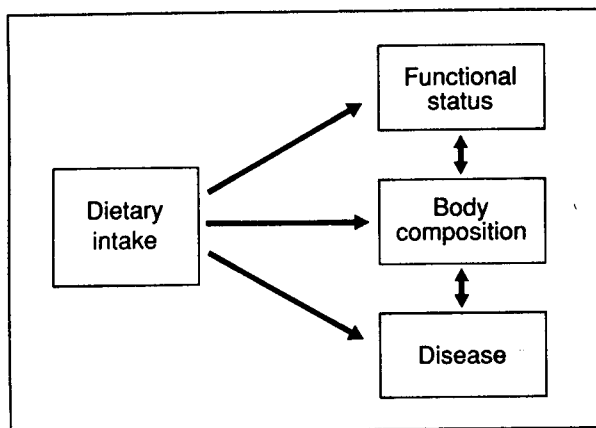 Functional
status
Dietary
intake
Body
composition
Disease